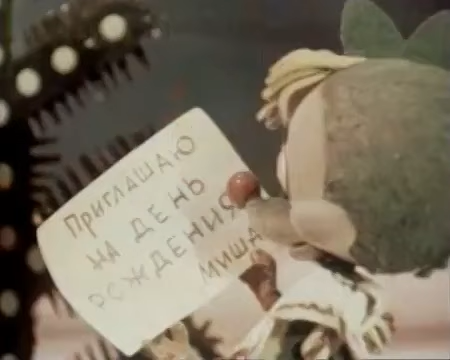 Приглашаю
на день
рождения
Миша